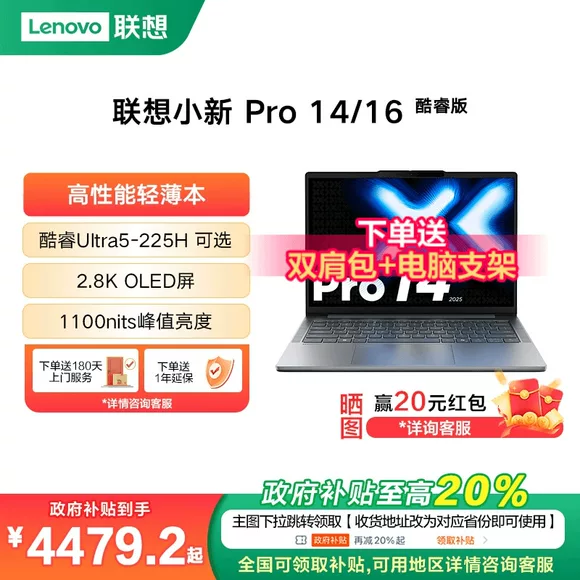 Lenovo 联想
联想小新 Pro 14/16 酷睿版
高性能轻薄本
酷睿Ultra5-225H 可选
2.8K OLED屏
1100nits峰值亮度
下单送180天
上门服务
下单送
1年延保
*详情咨询客服
下单送
双肩包+电脑支架
Pro 14
2025
晒图
赢20元红包
*详询客服
政府补贴到手
¥4479.2起
政府补贴至高20%
主图下拉跳转领取【收货地址改为对应省份即可使用】
政府补贴 再减20%起 领取补贴
全国可领取补贴,可用地区详情咨询客服